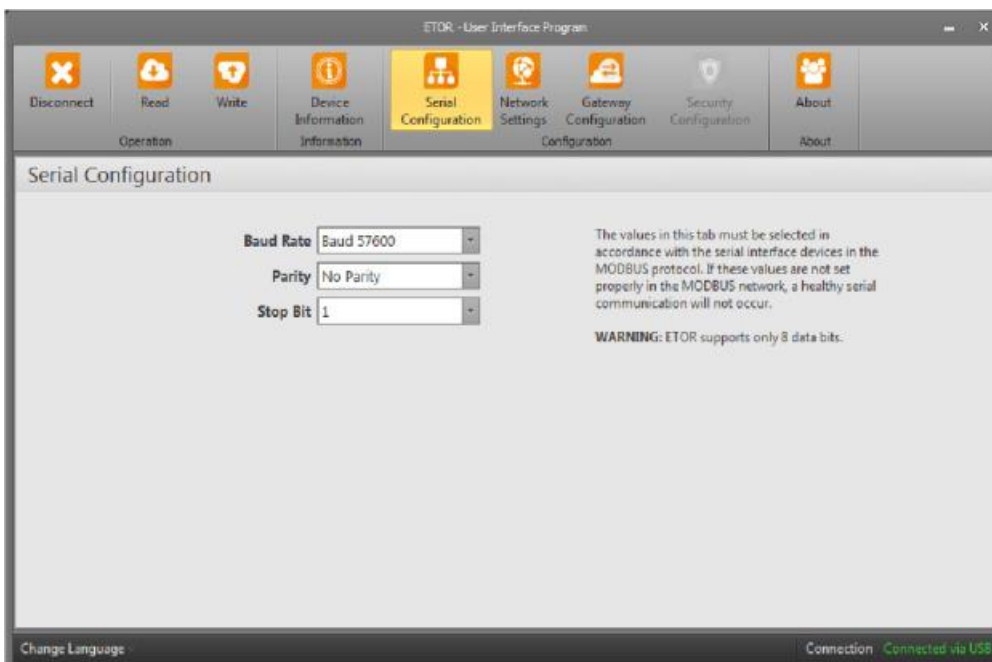 ETOR - User Interface Program
Disconnect
Read
Write
Device
Information
Serial
Configuration
Network
Settings
Gateway
Configuration
Security
Configuration
About
Operation
Information
Configuration
About
Serial Configuration
Baud Rate Baud 57600
Parity No Parity
Stop Bit 1
The values in this tab must be selected in
accordance with the serial interface devices in the
MODBUS protocol. If these values are not set
properly in the MODBUS network, a healthy serial
communication will not occur.
WARNING: ETOR supports only 8 data bits.
Change Language
Connection Connected via USB